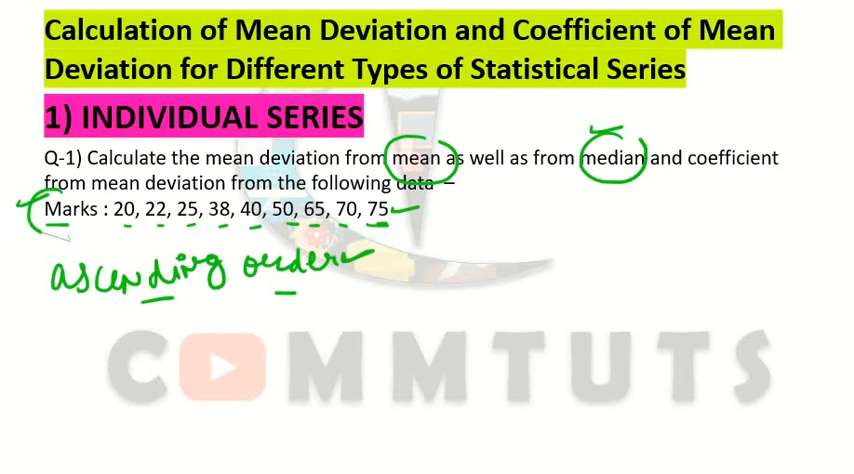 Calculation of Mean Deviation and Coefficient of Mean
Deviation for Different Types of Statistical Series
1) INDIVIDUAL SERIES
Q-1) Calculate the mean deviation from mean as well as from median and coefficient
from mean deviation from the following data –
Marks : 20, 22, 25, 38, 40, 50, 65, 70, 75
ascending order
COMMTUTS